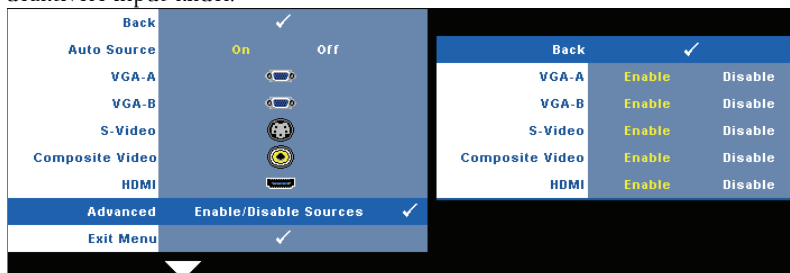 Back
Auto Source On Off
VGA-A
VGA-B
S-Video
Composite Video
HDMI
Advanced Enable/Disable Sources
Exit Menu
Back
VGA-A Enable Disable
VGA-B Enable Disable
S-Video Enable Disable
Composite Video Enable Disable
HDMI Enable Disable